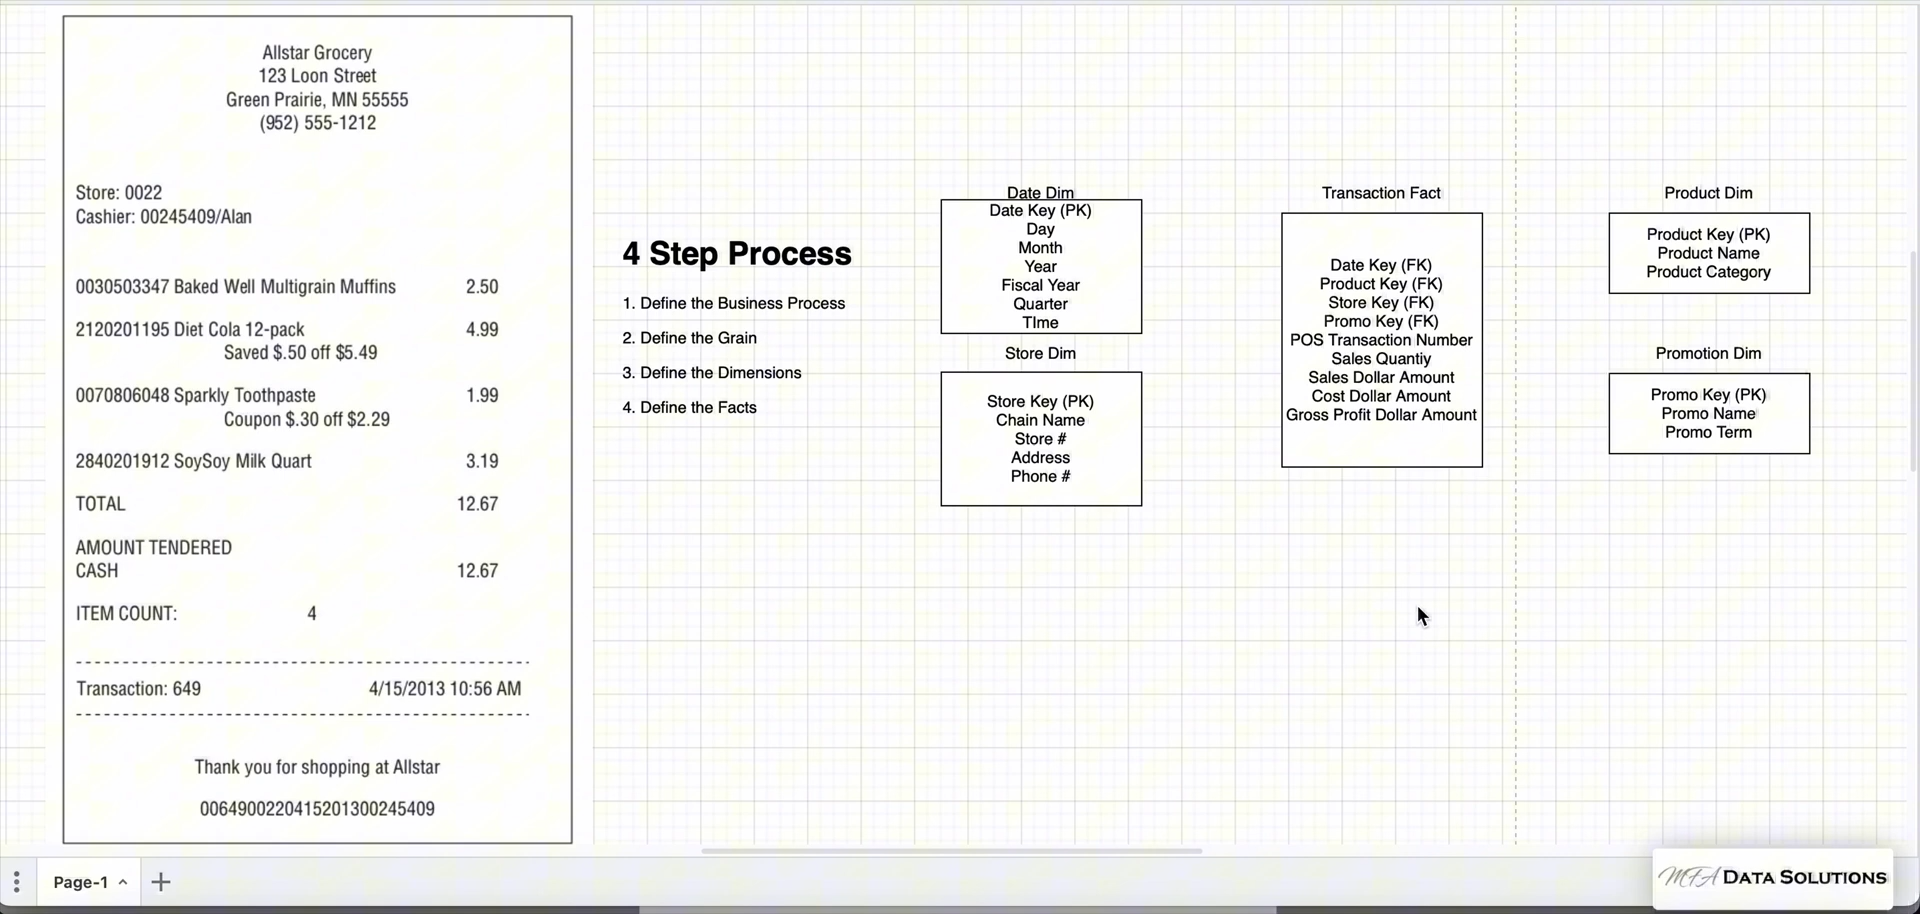 Allstar Grocery
123 Loon Street
Green Prairie, MN 55555
(952) 555-1212
Store: 0022
Cashier: 00245409/Alan
0030503347 Baked Well Multigrain Muffins 2.50
2120201195 Diet Cola 12-pack 4.99
Saved $.50 off $5.49
0070806048 Sparkly Toothpaste 1.99
Coupon $.30 off $2.29
2840201912 SoySoy Milk Quart 3.19
TOTAL 12.67
AMOUNT TENDERED
CASH 12.67
ITEM COUNT: 4
Transaction: 649 4/15/2013 10:56 AM
Thank you for shopping at Allstar
0064900220415201300245409
4 Step Process
1. Define the Business Process
2. Define the Grain
3. Define the Dimensions
4. Define the Facts
Date Dim
Date Key (PK)
Day
Month
Year
Fiscal Year
Quarter
TIme
Store Dim
Store Key (PK)
Chain Name
Store #
Address
Phone #
Transaction Fact
Date Key (FK)
Product Key (FK)
Store Key (FK)
Promo Key (FK)
POS Transaction Number
Sales Quantiy
Sales Dollar Amount
Cost Dollar Amount
Gross Profit Dollar Amount
Product Dim
Product Key (PK)
Product Name
Product Category
Promotion Dim
Promo Key (PK)
Promo Name
Promo Term
Page-1
MFA DATA SOLUTIONS